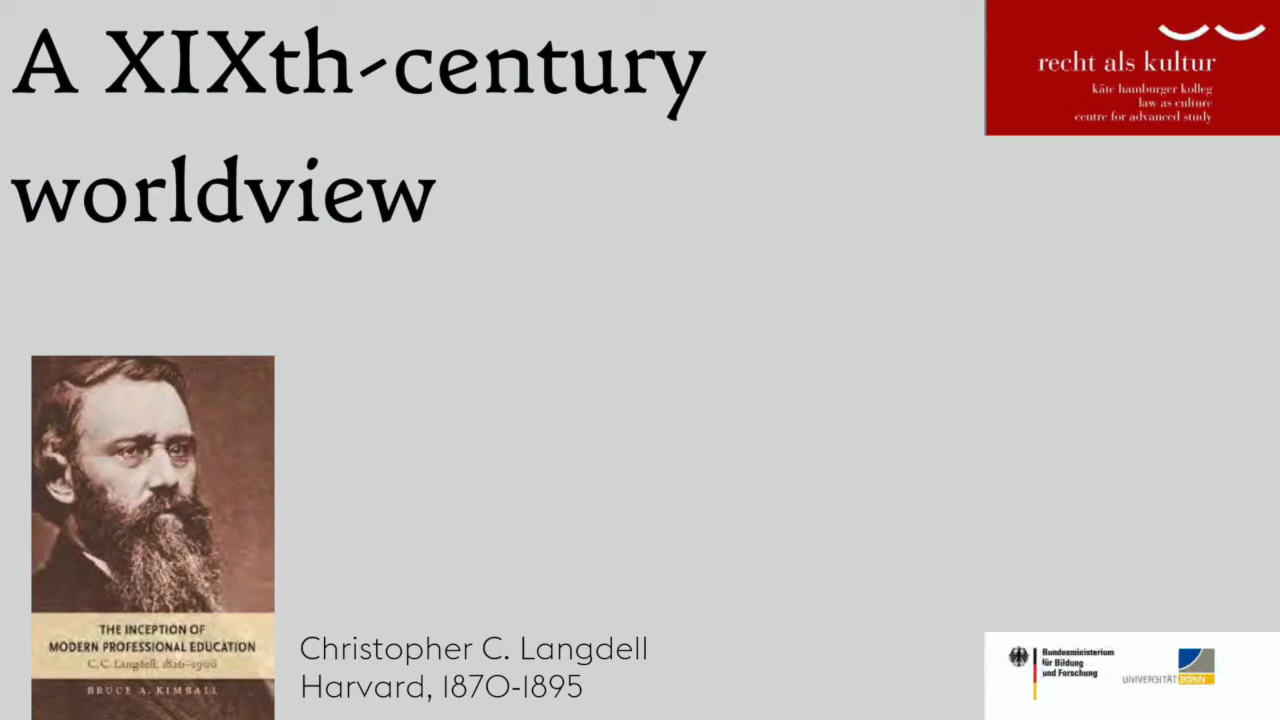 A XIXth-century
worldview
recht als kultur
käte hamburger kolleg
law as culture
centre for advanced study
THE INCEPTION OF
MODERN PROFESSIONAL EDUCATION
C. C. Langdell, 1826–1906
BRUCE A. KIMBALL
Christopher C. Langdell
Harvard, 1870-1895
Bundesministerium
für Bildung
und Forschung
UNIVERSITÄT BONN